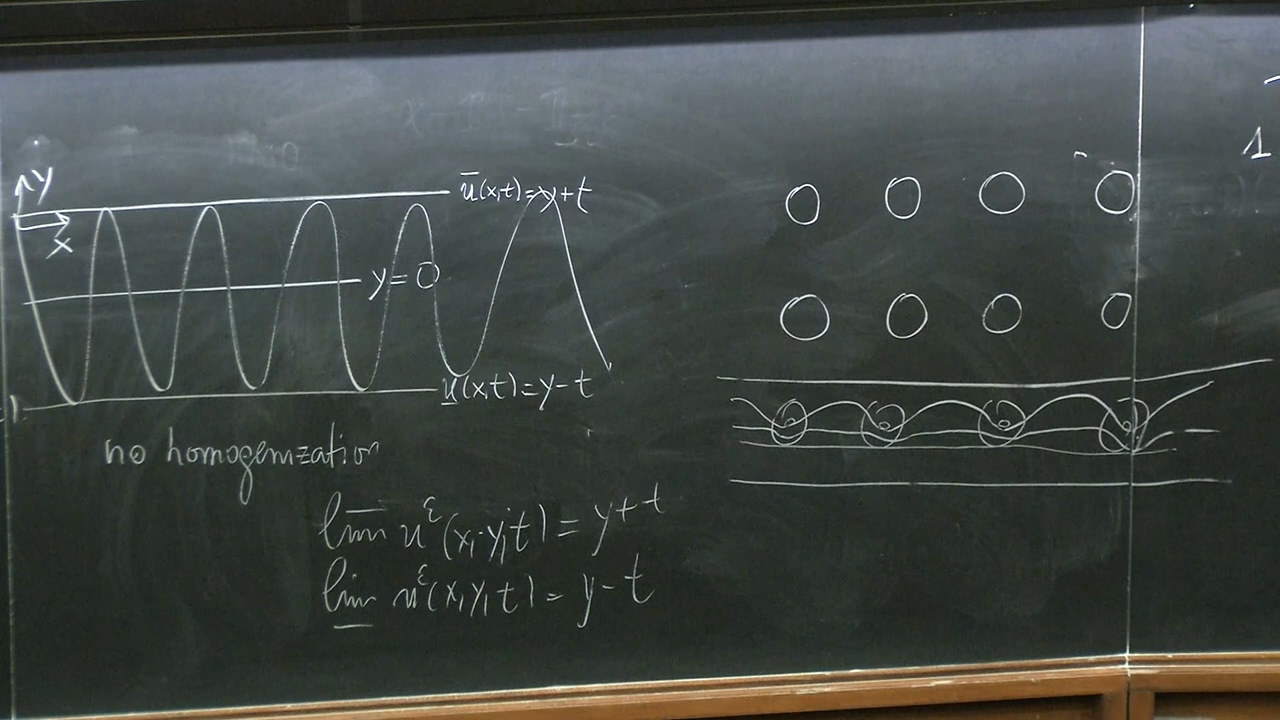 y
x
u̅(x,t)=y+t
y=0
u̲(x,t)=y-t
no homogenization
lim̅ u^ε(x,y,t)=y+t
lim̲ u^ε(x,y,t)=y-t
1